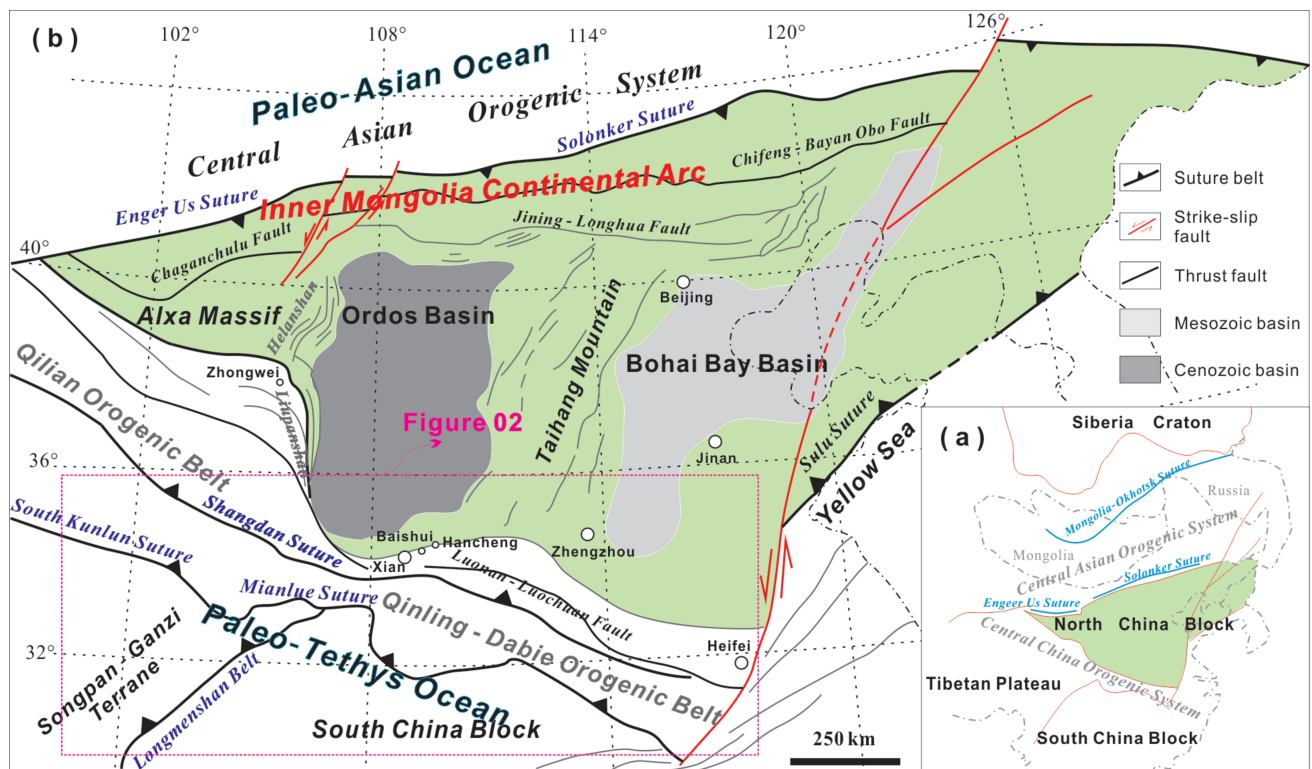 ( b )
102°
108°
114°
120°
126°
Paleo-Asian Ocean
Central Asian Orogenic System
Enger Us Suture
Solonker Suture
Chifeng - Bayan Obo Fault
Inner Mongolia Continental Arc
Jining - Longhua Fault
Chaganchulu Fault
40°
Alxa Massif
Helanshan
Ordos Basin
Beijing
Taihang Mountain
Bohai Bay Basin
Zhongwei
Liupanshan
Qilian Orogenic Belt
Figure 02
Jinan
Sulu Suture
Yellow Sea
36°
South Kunlun Suture
Shangdan Suture
Baishui
Hancheng
Xian
Zhengzhou
Luonan - Luochuan Fault
Mianlue Suture
Qinling - Dabie Orogenic Belt
Paleo-Tethys Ocean
Heifei
32°
Songpan - Ganzi
Terrane
Longmenshan Belt
South China Block
250 km
Suture belt
Strike-slip
fault
Thrust fault
Mesozoic basin
Cenozoic basin
( a )
Siberia Craton
Mongolia-Okhotsk Suture
Russia
Mongolia
Central Asian Orogenic System
Solonker Suture
Engeer Us Suture
North China Block
Central China Orogenic System
Tibetan Plateau
South China Block